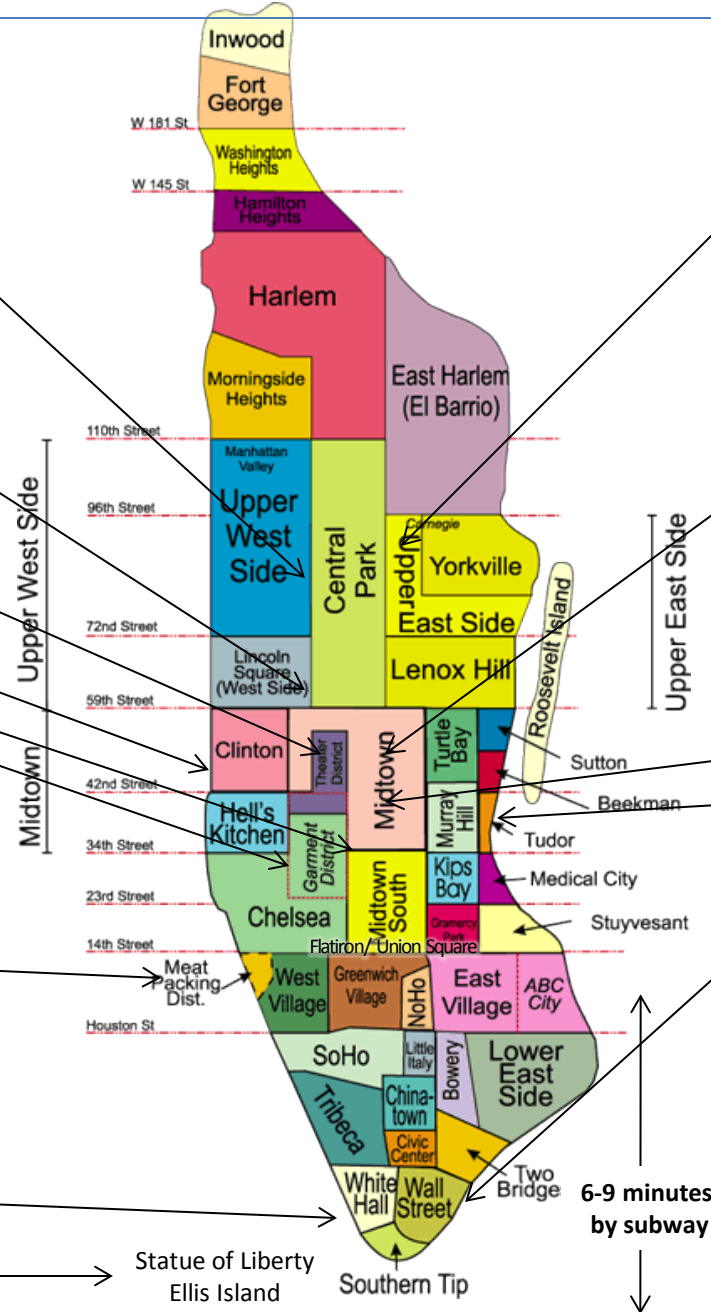 Inwood
Fort
George
W 181 St
Washington
Heights
W 145 St
Hamilton
Heights
Harlem
Morningside
Heights
East Harlem
(El Barrio)
110th Street
Manhattan
Valley
Upper
West
Side
Central
Park
96th Street
Carnegie
Upper
East Side
Yorkville
Upper West Side
Upper East Side
Roosevelt Island
72nd Street
Lincoln
Square
(West Side)
Lenox Hill
59th Street
Clinton
Theater
District
Midtown
Turtle
Bay
Sutton
Midtown
42nd Street
Hell's
Kitchen
Murray
Hill
Beekman
Tudor
34th Street
Garment
District
Midtown
South
Kips
Bay
Medical City
23rd Street
Chelsea
Gramercy
Park
Stuyvesant
Flatiron/ Union Square
14th Street
Meat
Packing
Dist.
West
Village
Greenwich
Village
NoHo
East
Village
ABC
City
Houston St
SoHo
Little
Italy
Bowery
Lower
East
Side
Tribeca
China-
town
Civic
Center
Two
Bridge
White
Hall
Wall
Street
6-9 minutes
by subway
Statue of Liberty
Ellis Island
Southern Tip